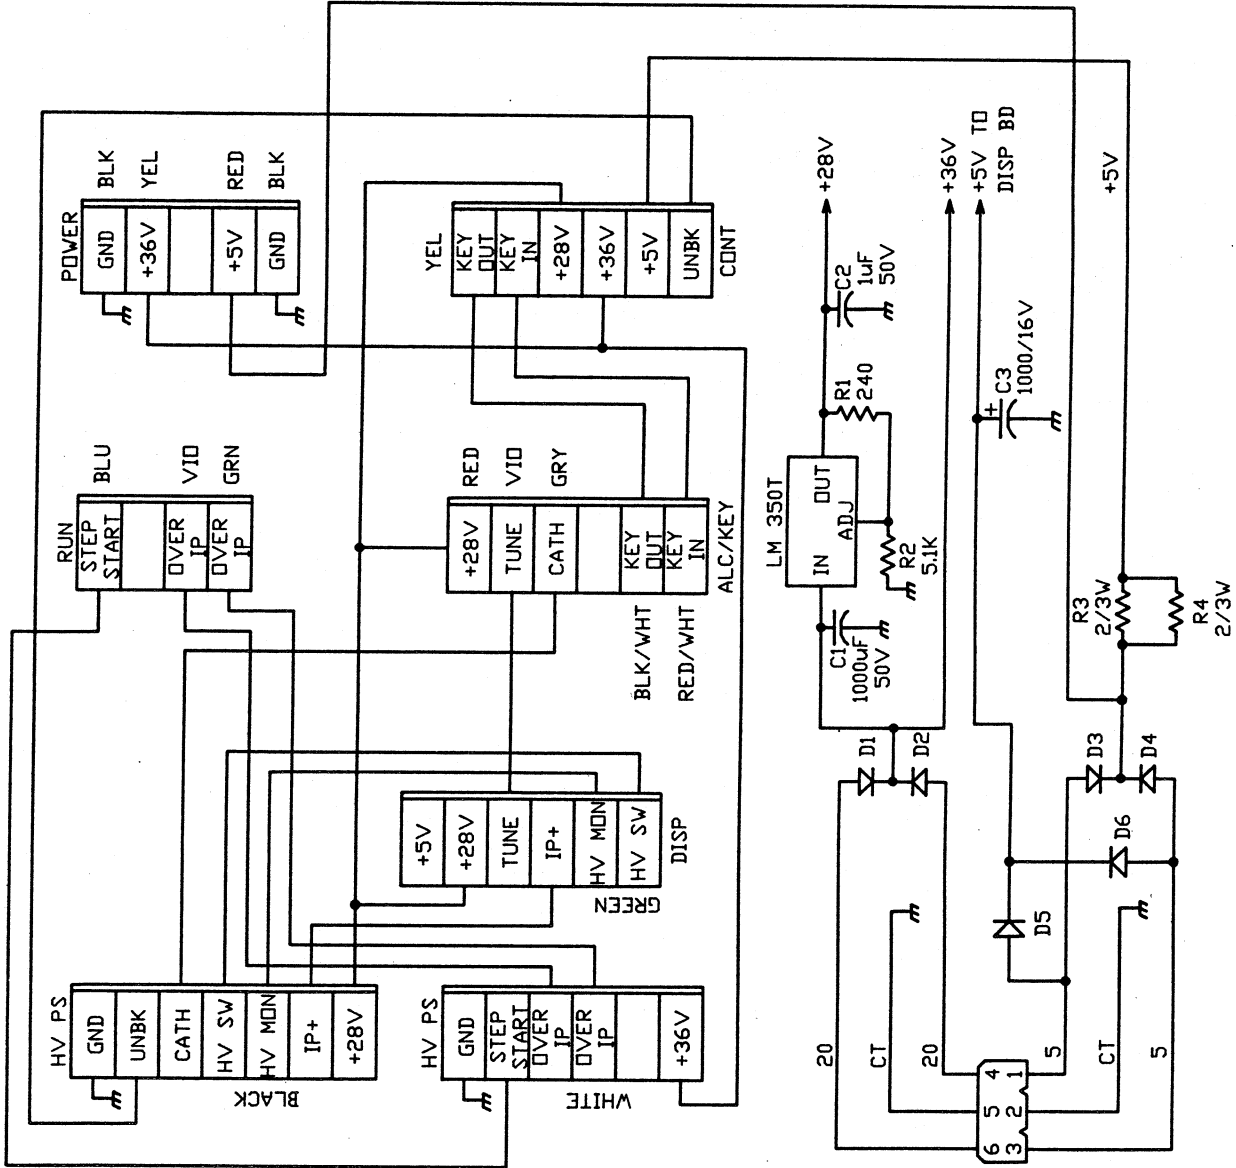 POWER
GND
+36V
+5V
GND
BLK
YEL
RED
BLK
RUN
STEP
START
OVER
IP
OVER
IP
BLU
VIO
GRN
HV PS
GND
UNBK
CATH
HV SW
HV MON
IP+
+28V
BLACK
YEL
KEY
OUT
KEY
IN
+28V
+36V
+5V
UNBK
CONT
RED
VIO
GRY
+28V
TUNE
CATH
KEY
OUT
KEY
IN
BLK/WHT
RED/WHT
ALC/KEY
+5V
+28V
TUNE
IP+
HV MON
HV SW
DISP
GREEN
HV PS
GND
STEP
START
OVER
IP
OVER
IP
+36V
WHITE
LM 350T
IN
OUT
ADJ
R1
240
R2
5.1K
C1
1000uF
50V
C2
1uF
50V
+28V
+36V
+5V TO
DISP BD
C3
+
1000/16V
+5V
R3
2/3W
R4
2/3W
D1
D2
D3
D4
D5
D6
20
CT
20
5
CT
5
6
5
4
3
2
1